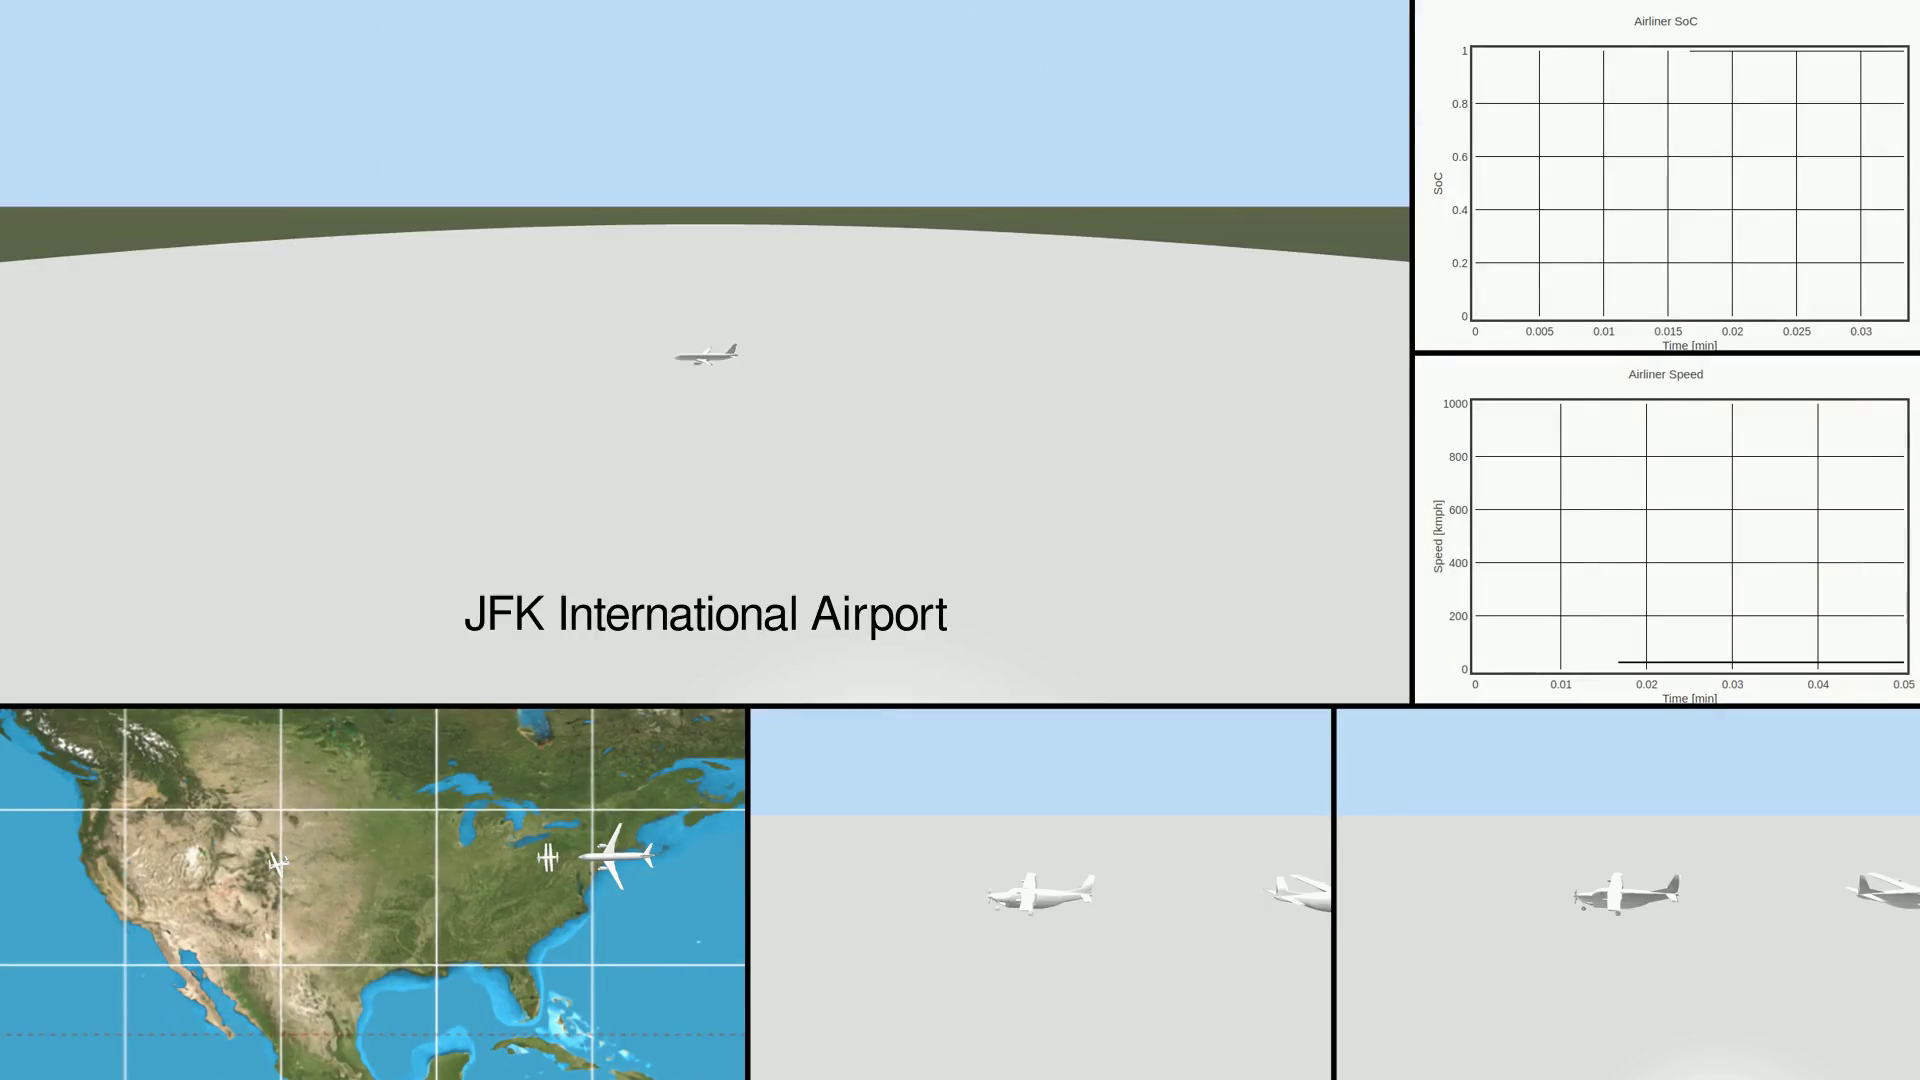 Airliner SoC
1
0.8
0.6
SoC
0.4
0.2
0
0 0.005 0.01 0.015 0.02 0.025 0.03
Time [min]
Airliner Speed
1000
800
600
Speed [kmph]
400
200
0
0 0.01 0.02 0.03 0.04 0.05
Time [min]
JFK International Airport